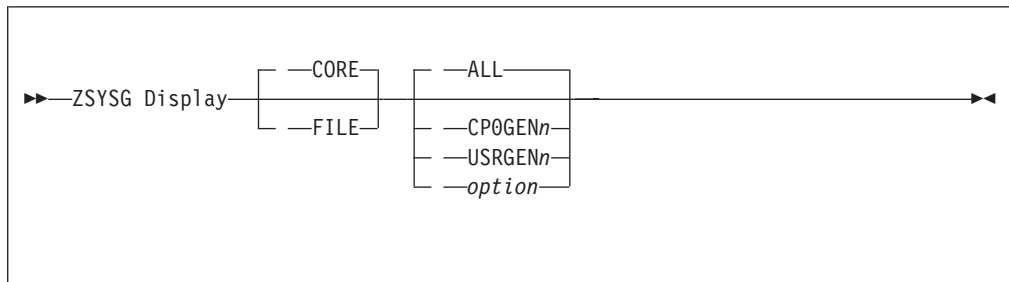 CORE ALL
ZSYSG Display
FILE CP0GENn
USRGENn
option